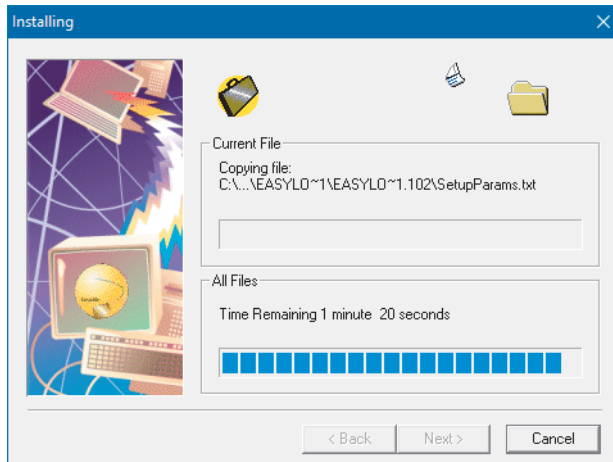 Installing
Current File
Copying file:
C:\...\EASYLO~1\EASYLO~1.102\SetupParams.txt
All Files
Time Remaining 1 minute  20 seconds
< Back
Next >
Cancel